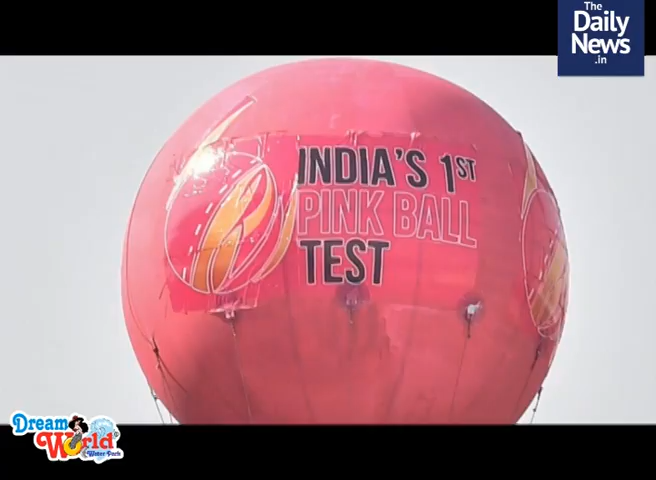 The
Daily
News
.in
INDIA'S 1ST
PINK BALL
TEST
Dream
World
Water Park